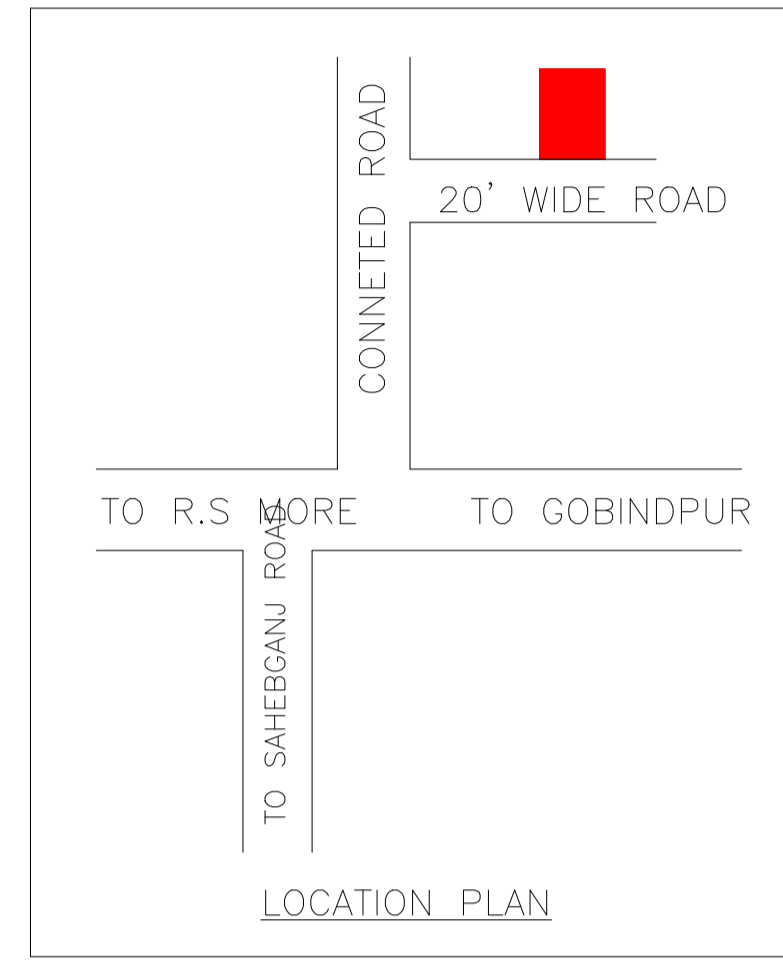 CONNETED ROAD
20' WIDE ROAD
TO R.S MORE
TO GOBINDPUR
TO SAHEBGANJ ROAD
LOCATION PLAN